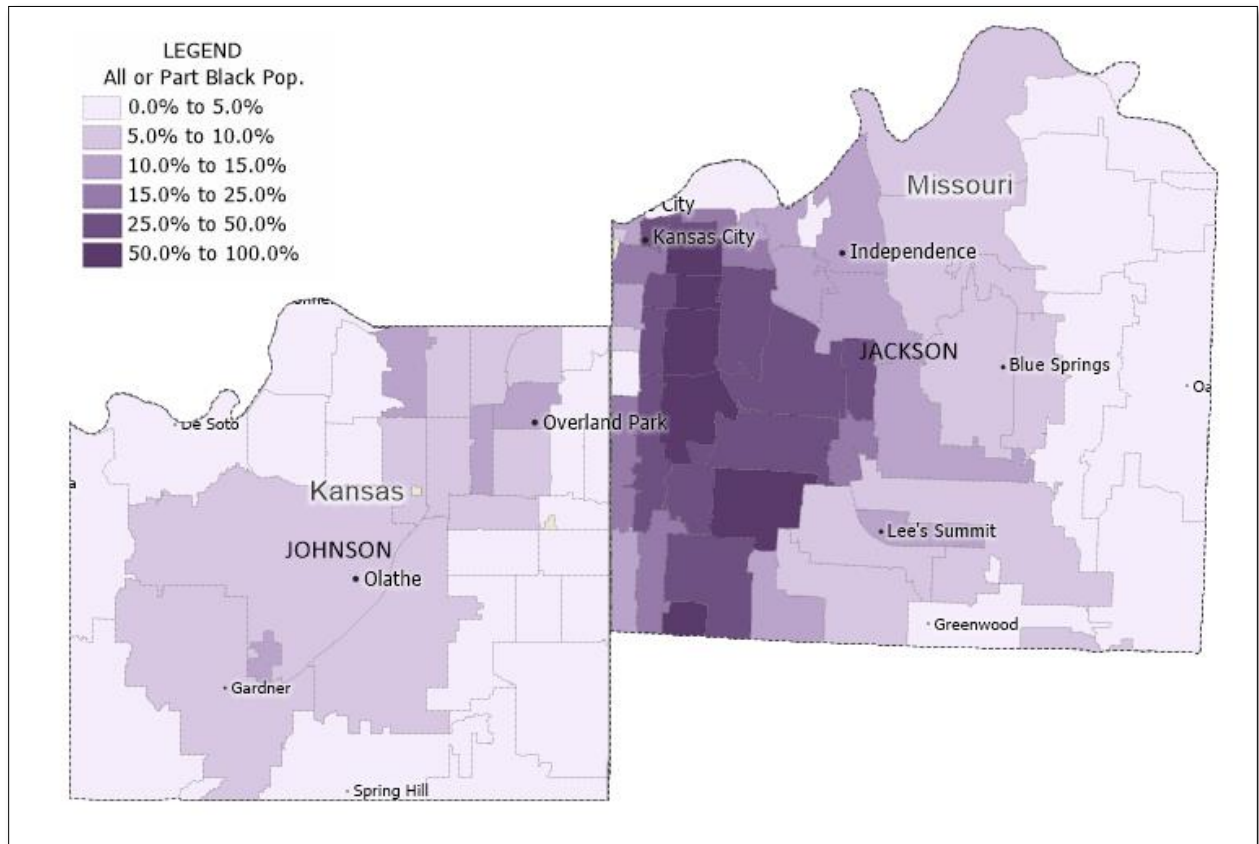 LEGEND
All or Part Black Pop.
0.0% to 5.0%
5.0% to 10.0%
10.0% to 15.0%
15.0% to 25.0%
25.0% to 50.0%
50.0% to 100.0%
Missouri
City
Kansas City
Independence
JACKSON
Blue Springs
Oa
Overland Park
De Soto
a
Kansas
Lee's Summit
JOHNSON
Olathe
Greenwood
Gardner
Spring Hill